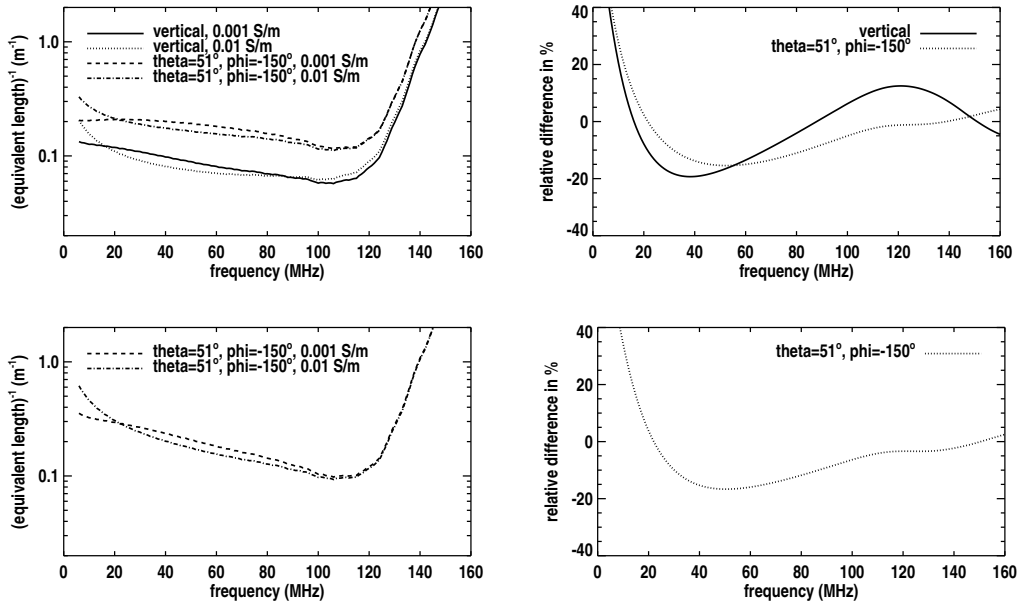 1.0
0.1
(equivalent length)⁻¹ (m⁻¹)
vertical, 0.001 S/m
vertical, 0.01 S/m
theta=51°, phi=-150°, 0.001 S/m
theta=51°, phi=-150°, 0.01 S/m
0 20 40 60 80 100 120 140 160
frequency (MHz)
40
20
0
-20
-40
relative difference in %
vertical
theta=51°, phi=-150°
0 20 40 60 80 100 120 140 160
frequency (MHz)
1.0
0.1
(equivalent length)⁻¹ (m⁻¹)
theta=51°, phi=-150°, 0.001 S/m
theta=51°, phi=-150°, 0.01 S/m
0 20 40 60 80 100 120 140 160
frequency (MHz)
40
20
0
-20
-40
relative difference in %
theta=51°, phi=-150°
0 20 40 60 80 100 120 140 160
frequency (MHz)